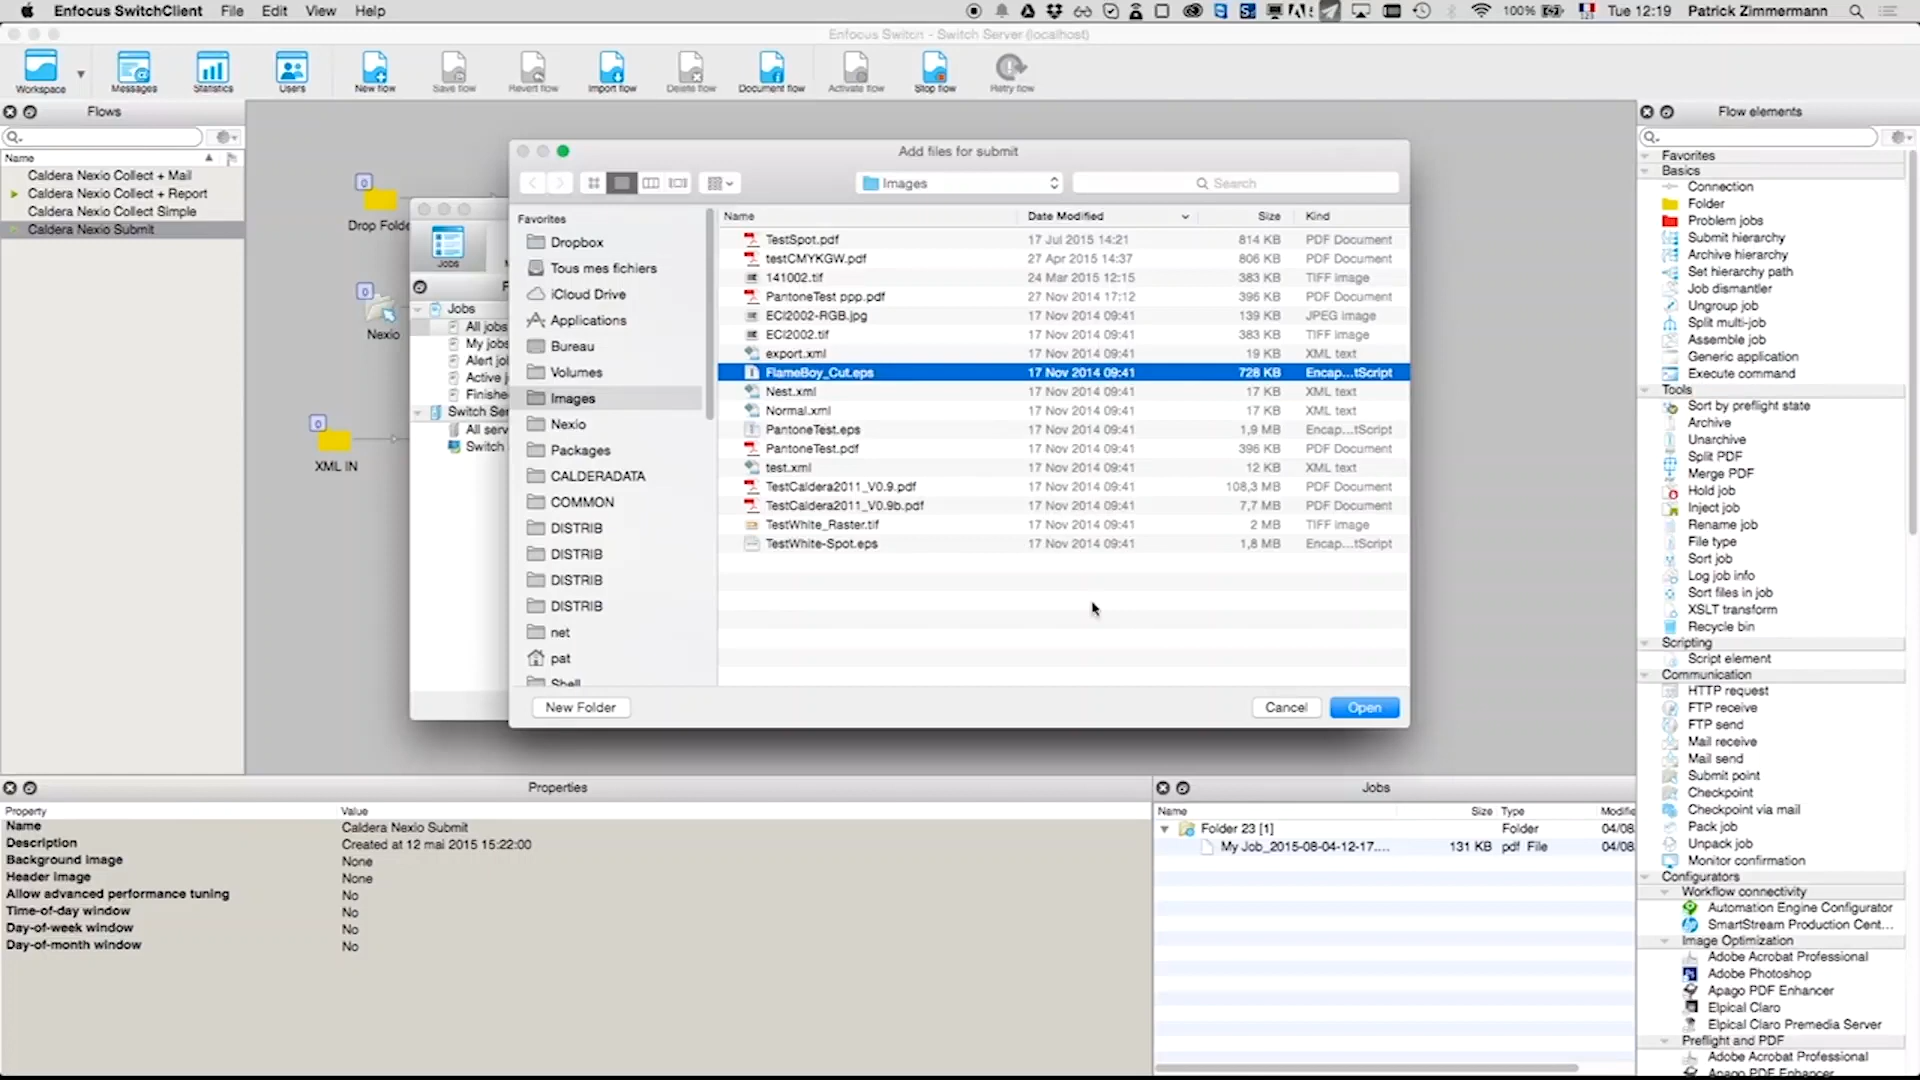 Enfocus SwitchClient File Edit View Help 100% Tue 12:19 Patrick Zimmermann
Enfocus Switch - Switch Server (localhost)
Workspace Messages Statistics Users New flow Save flow Revert flow Import flow Delete flow Document flow Activate flow Stop flow Retry flow
Flows
Name
Caldera Nexio Collect + Mail
Caldera Nexio Collect + Report
Caldera Nexio Collect Simple
Caldera Nexio Submit
0
Drop Folde
0
Nexio
0
XML IN
Jobs
Jobs
All jobs
My jobs
Alert jo
Active j
Finishe
Switch Ser
All serv
Switch
Add files for submit
Images
Search
Favorites
Dropbox
Tous mes fichiers
iCloud Drive
Applications
Bureau
Volumes
Images
Nexio
Packages
CALDERADATA
COMMON
DISTRIB
DISTRIB
DISTRIB
DISTRIB
net
pat
Shell
Name Date Modified Size Kind
TestSpot.pdf 17 Jul 2015 14:21 814 KB PDF Document
testCMYKGW.pdf 27 Apr 2015 14:37 806 KB PDF Document
141002.tif 24 Mar 2015 12:15 383 KB TIFF image
PantoneTest ppp.pdf 27 Nov 2014 17:12 396 KB PDF Document
ECI2002-RGB.jpg 17 Nov 2014 09:41 139 KB JPEG image
ECI2002.tif 17 Nov 2014 09:41 383 KB TIFF image
export.xml 17 Nov 2014 09:41 19 KB XML text
FlameBoy_Cut.eps 17 Nov 2014 09:41 728 KB Encap...tScript
Nest.xml 17 Nov 2014 09:41 17 KB XML text
Normal.xml 17 Nov 2014 09:41 17 KB XML text
PantoneTest.eps 17 Nov 2014 09:41 1,9 MB Encap...tScript
PantoneTest.pdf 17 Nov 2014 09:41 396 KB PDF Document
test.xml 17 Nov 2014 09:41 12 KB XML text
TestCaldera2011_V0.9.pdf 17 Nov 2014 09:41 108,3 MB PDF Document
TestCaldera2011_V0.9b.pdf 17 Nov 2014 09:41 7,7 MB PDF Document
TestWhite_Raster.tif 17 Nov 2014 09:41 2 MB TIFF image
TestWhite-Spot.eps 17 Nov 2014 09:41 1,8 MB Encap...tScript
New Folder Cancel Open
Flow elements
Favorites
Basics
Connection
Folder
Problem jobs
Submit hierarchy
Archive hierarchy
Set hierarchy path
Job dismantler
Ungroup job
Split multi-job
Assemble job
Generic application
Execute command
Tools
Sort by preflight state
Archive
Unarchive
Split PDF
Merge PDF
Hold job
Inject job
Rename job
File type
Sort job
Log job info
Sort files in job
XSLT transform
Recycle bin
Scripting
Script element
Communication
HTTP request
FTP receive
FTP send
Mail receive
Mail send
Submit point
Checkpoint
Checkpoint via mail
Pack job
Unpack job
Monitor confirmation
Configurators
Workflow connectivity
Automation Engine Configurator
SmartStream Production Cent...
Image Optimization
Adobe Acrobat Professional
Adobe Photoshop
Apago PDF Enhancer
Elpical Claro
Elpical Claro Premedia Server
Preflight and PDF
Adobe Acrobat Professional
Apago PDF Enhancer
Properties
Property Value
Name Caldera Nexio Submit
Description Created at 12 mai 2015 15:22:00
Background image None
Header image None
Allow advanced performance tuning No
Time-of-day window No
Day-of-week window No
Day-of-month window No
Jobs
Name Size Type Modifie
Folder 23 [1] Folder 04/08
My Job_2015-08-04-12-17.... 131 KB pdf File 04/08